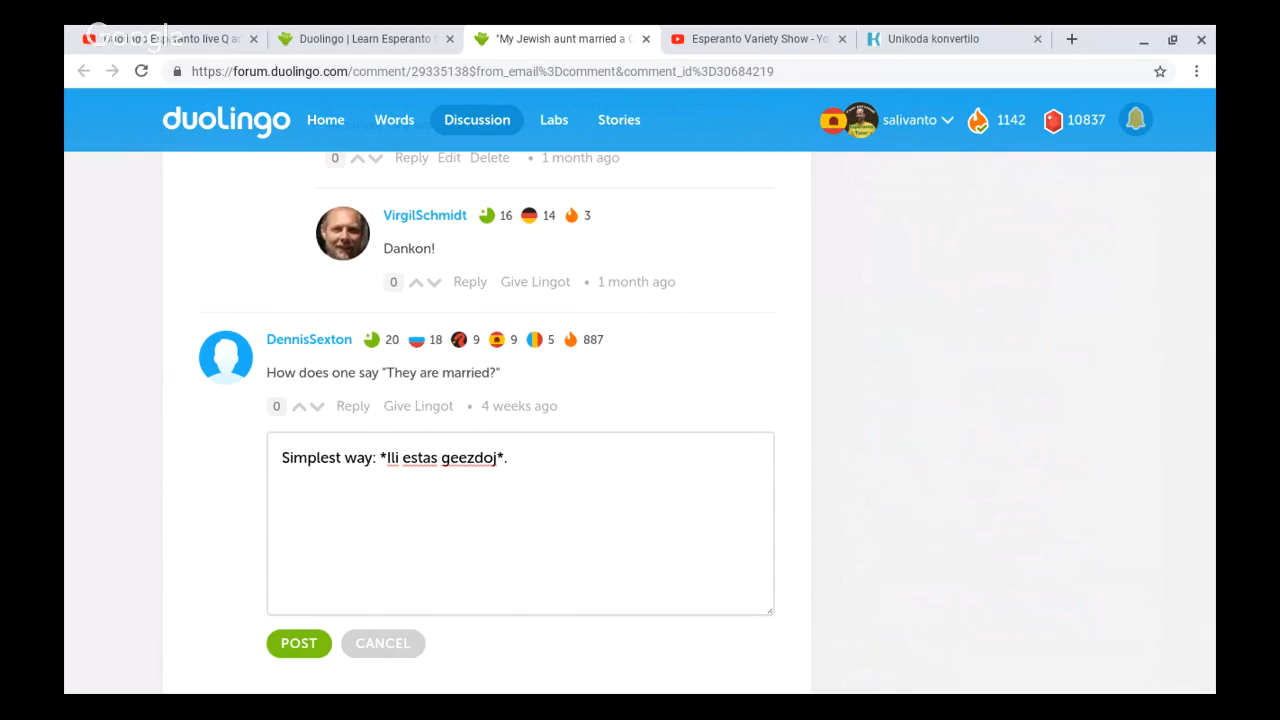 Google
Duolingo Esperanto live Q a
Duolingo | Learn Esperanto f
"My Jewish aunt married a C
Esperanto Variety Show - Yo
Unikoda konvertilo
https://forum.duolingo.com/comment/29335138$from_email%3Dcomment&comment_id%3D30684219
duolingo Home Words Discussion Labs Stories salivanto 1142 10837
0 Reply Edit Delete • 1 month ago
VirgilSchmidt 16 14 3
Dankon!
0 Reply Give Lingot • 1 month ago
DennisSexton 20 18 9 9 5 887
How does one say "They are married?"
0 Reply Give Lingot • 4 weeks ago
Simplest way: *Ili estas geezdoj*.
POST CANCEL